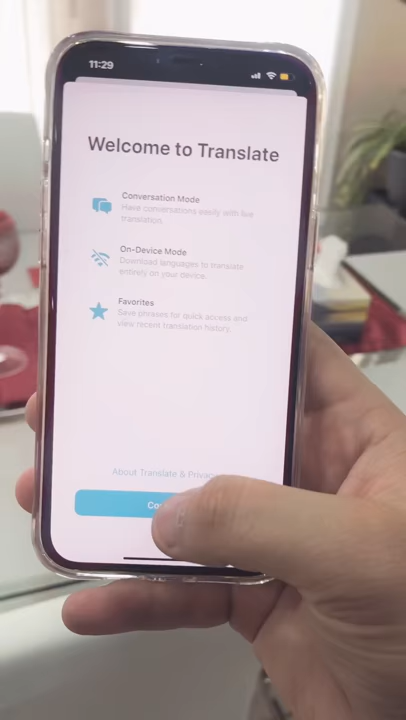 11:29
Welcome to Translate
Conversation Mode
Have conversations easily with live
translation.
On-Device Mode
Download languages to translate
entirely on your device.
Favorites
Save phrases for quick access and
view recent translation history.
About Translate & Privacy